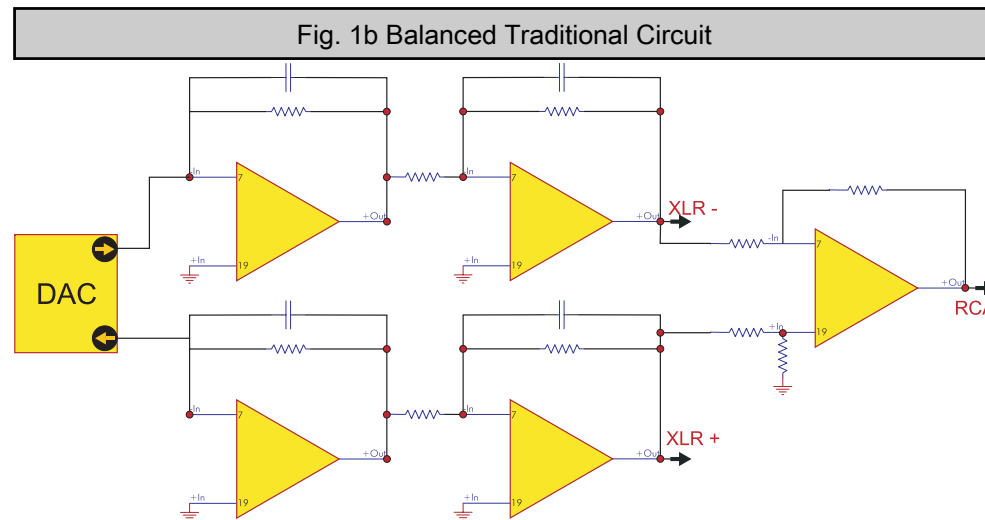 Fig. 1b Balanced Traditional Circuit
-In
7
+Out
+In
19
-In
7
+Out
+In
19
XLR -
-In
7
+Out
+In
19
RCA
DAC
-In
7
+Out
+In
19
-In
7
+Out
+In
19
XLR +